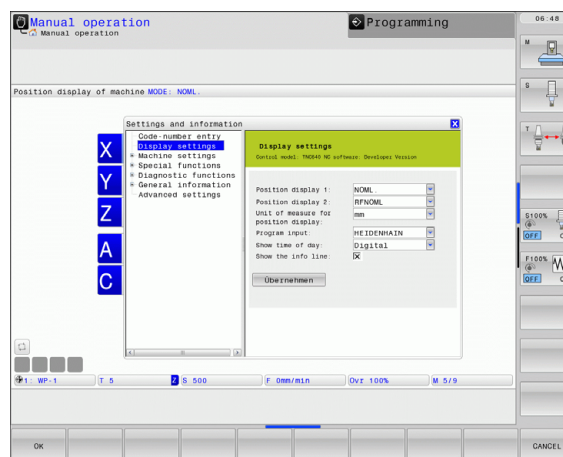 Manual operation
Manual operation
Programming
06:48
Position display of machine MODE: NOML.
M
S
T
Settings and information
Code-number entry
Display settings
Machine settings
Special functions
Diagnostic functions
General information
Advanced settings
Display settings
Control model: TNC640 NC software: Developer Version
Position display 1: NOML.
Position display 2: RFNOML
Unit of measure for
position display: mm
Program input: HEIDENHAIN
Show time of day: Digital
Show the info line:
Übernehmen
X
Y
Z
A
C
S100%
OFF
F100%
OFF
1: WP-1 T 5 Z S 500 F 0mm/min Ovr 100% M 5/9
OK
CANCEL